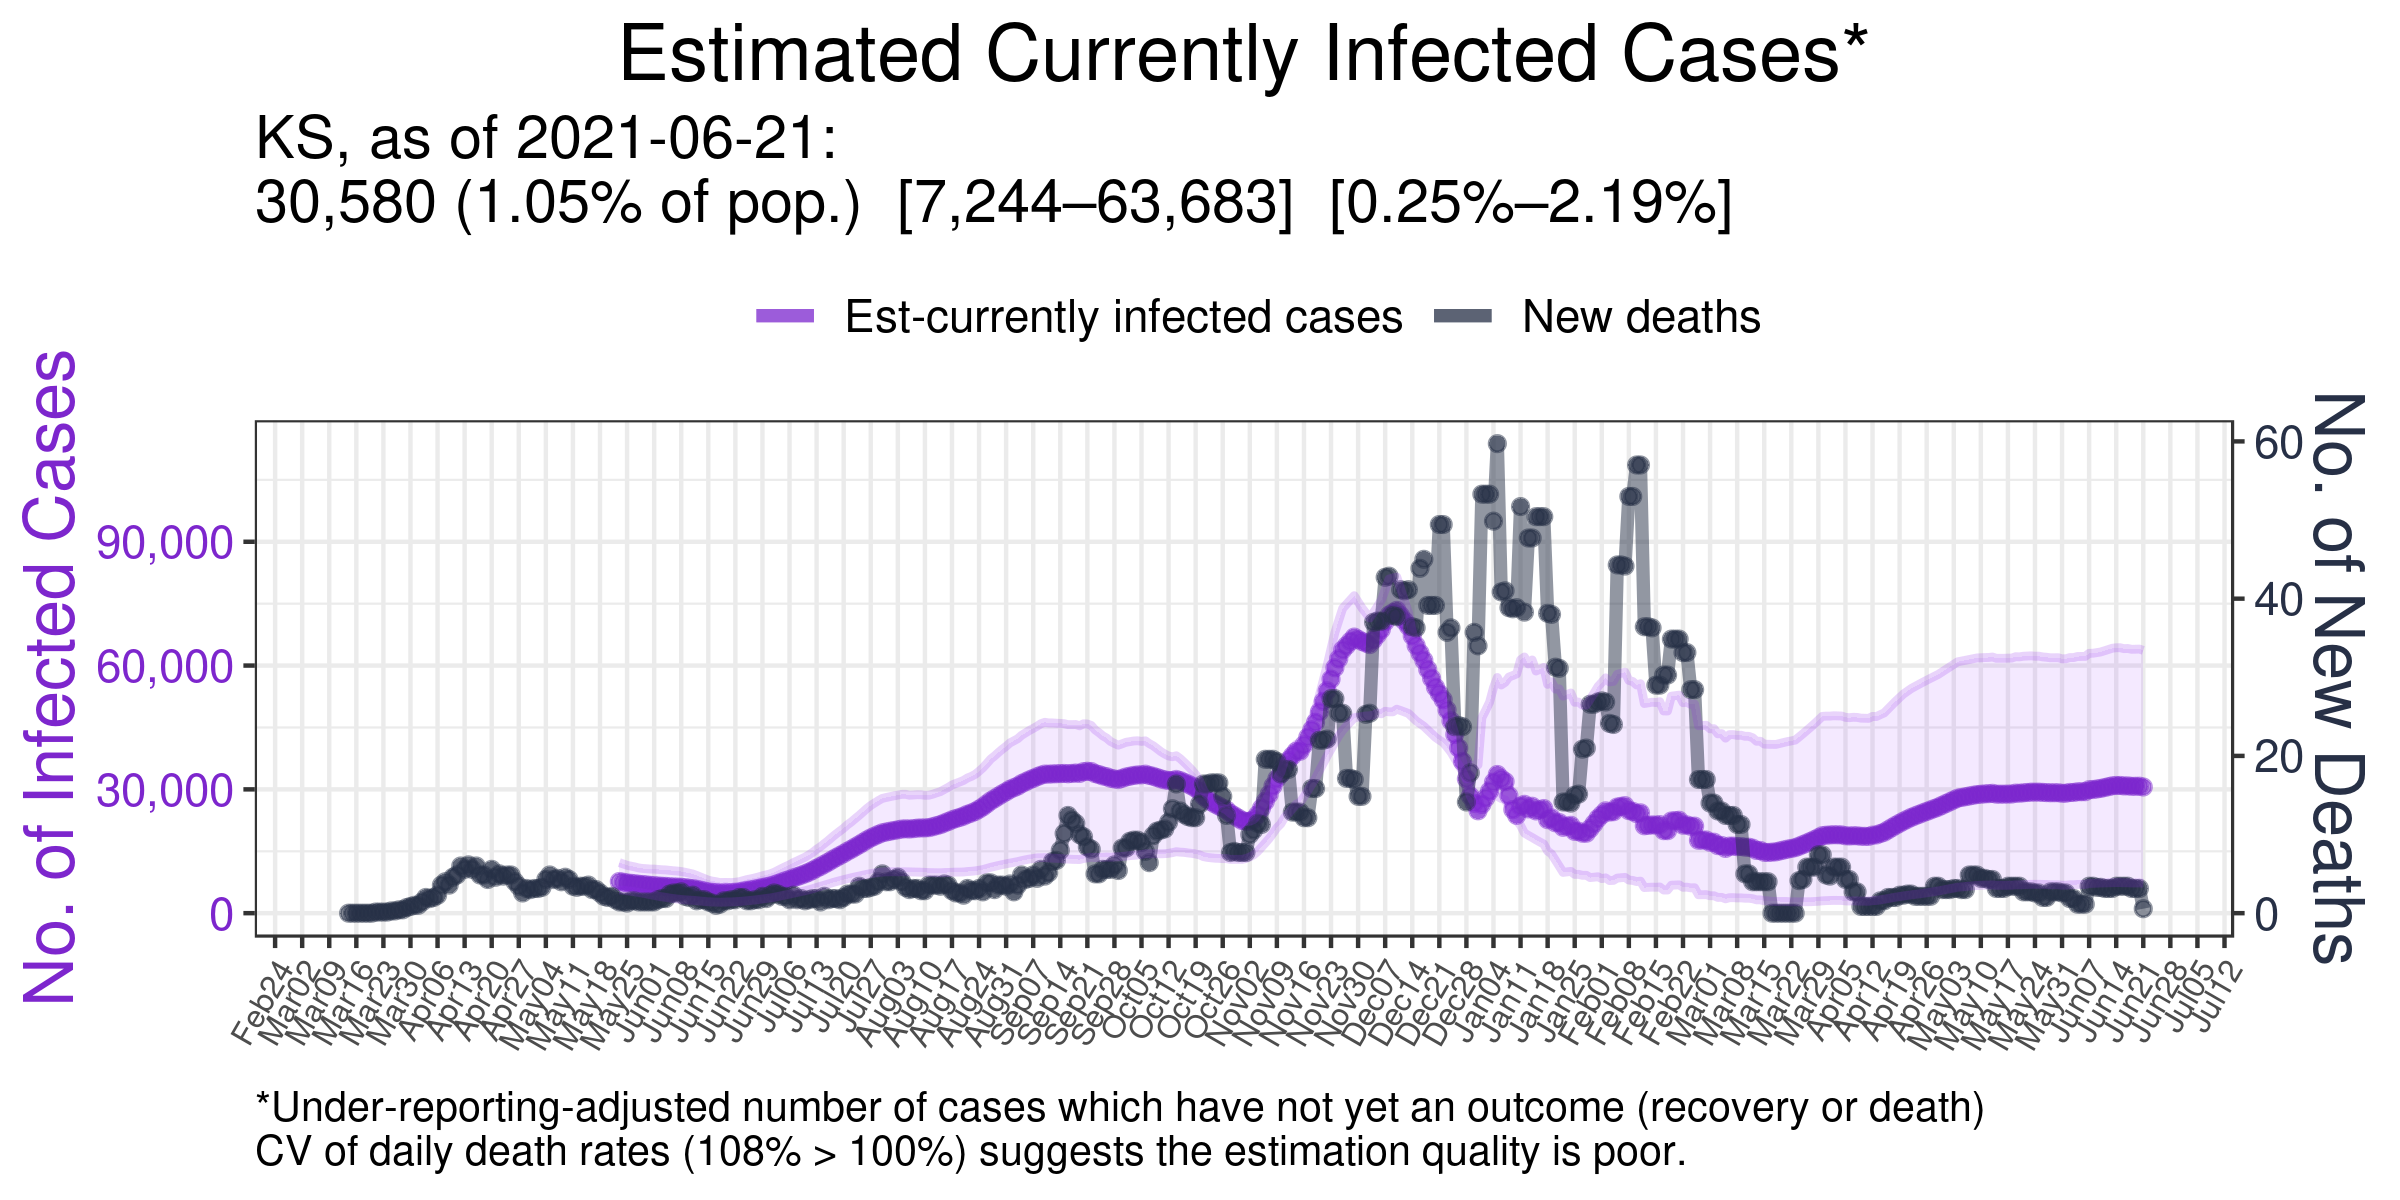 Estimated Currently Infected Cases*
KS, as of 2021-06-21:
30,580 (1.05% of pop.) [7,244–63,683] [0.25%–2.19%]
Est-currently infected cases
New deaths
No. of Infected Cases
90,000
60,000
30,000
0
60
40
20
0
No. of New Deaths
Feb24
Mar02
Mar09
Mar16
Mar23
Mar30
Apr06
Apr13
Apr20
Apr27
May04
May11
May18
May25
Jun01
Jun08
Jun15
Jun22
Jun29
Jul06
Jul13
Jul20
Jul27
Aug03
Aug10
Aug17
Aug24
Aug31
Sep07
Sep14
Sep21
Sep28
Oct05
Oct12
Oct19
Oct26
Nov02
Nov09
Nov16
Nov23
Nov30
Dec07
Dec14
Dec21
Dec28
Jan04
Jan11
Jan18
Jan25
Feb01
Feb08
Feb15
Feb22
Mar01
Mar08
Mar15
Mar22
Mar29
Apr05
Apr12
Apr19
Apr26
May03
May10
May17
May24
May31
Jun07
Jun14
Jun21
Jun28
Jul05
Jul12
*Under-reporting-adjusted number of cases which have not yet an outcome (recovery or death)
CV of daily death rates (108% > 100%) suggests the estimation quality is poor.